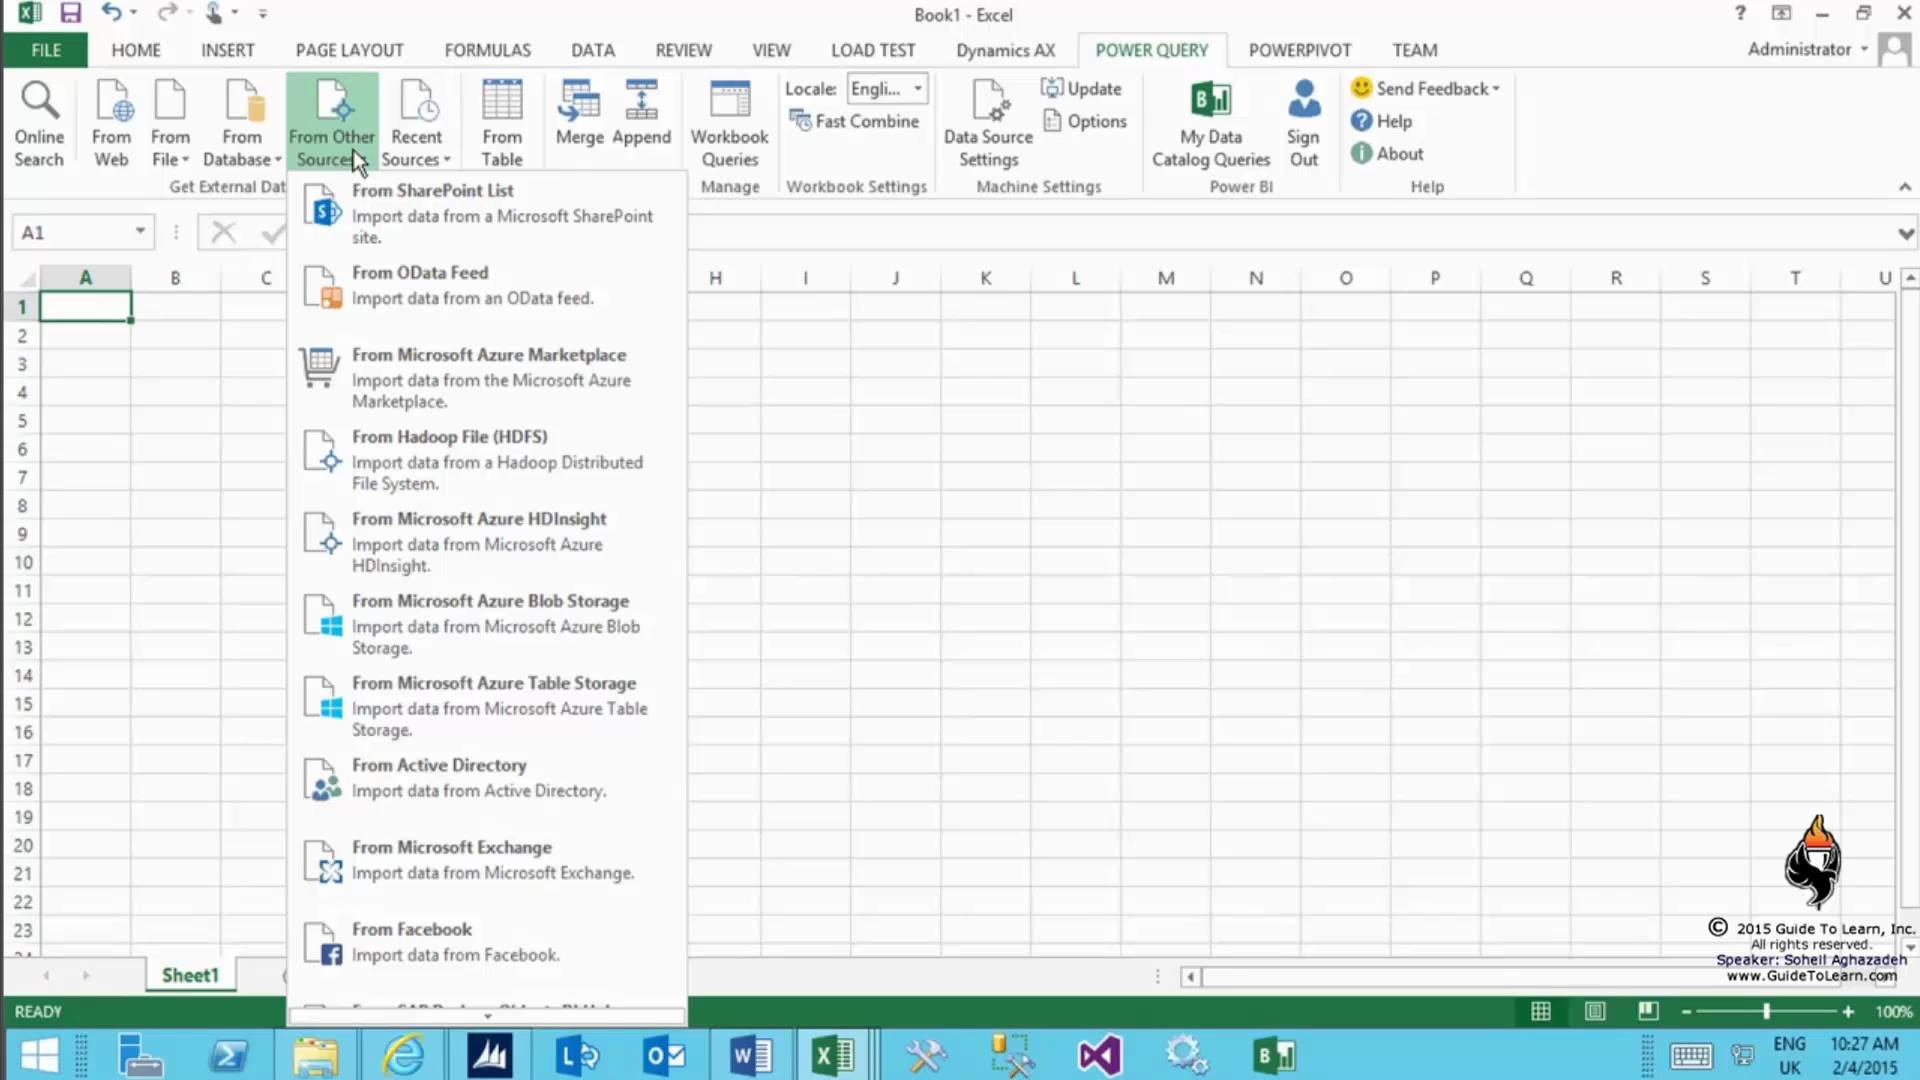 Book1 - Excel
?
FILE HOME INSERT PAGE LAYOUT FORMULAS DATA REVIEW VIEW LOAD TEST Dynamics AX POWER QUERY POWERPIVOT TEAM Administrator
Online Search
From Web
From File
From Database
From Other Sources
Recent Sources
From Table
Merge
Append
Workbook Queries
Locale: Engli...
Fast Combine
Data Source Settings
Update
Options
My Data Catalog Queries
Sign Out
Send Feedback
Help
About
Get External Dat
Manage
Workbook Settings
Machine Settings
Power BI
Help
A1
A B C H I J K L M N O P Q R S T U
1
2
3
4
5
6
7
8
9
10
11
12
13
14
15
16
17
18
19
20
21
22
23
From SharePoint List
Import data from a Microsoft SharePoint
site.
From OData Feed
Import data from an OData feed.
From Microsoft Azure Marketplace
Import data from the Microsoft Azure
Marketplace.
From Hadoop File (HDFS)
Import data from a Hadoop Distributed
File System.
From Microsoft Azure HDInsight
Import data from Microsoft Azure
HDInsight.
From Microsoft Azure Blob Storage
Import data from Microsoft Azure Blob
Storage.
From Microsoft Azure Table Storage
Import data from Microsoft Azure Table
Storage.
From Active Directory
Import data from Active Directory.
From Microsoft Exchange
Import data from Microsoft Exchange.
From Facebook
Import data from Facebook.
© 2015 Guide To Learn, Inc.
All rights reserved.
Speaker: Soheil Aghazadeh
www.GuideToLearn.com
Sheet1
READY
100%
ENG
UK
10:27 AM
2/4/2015